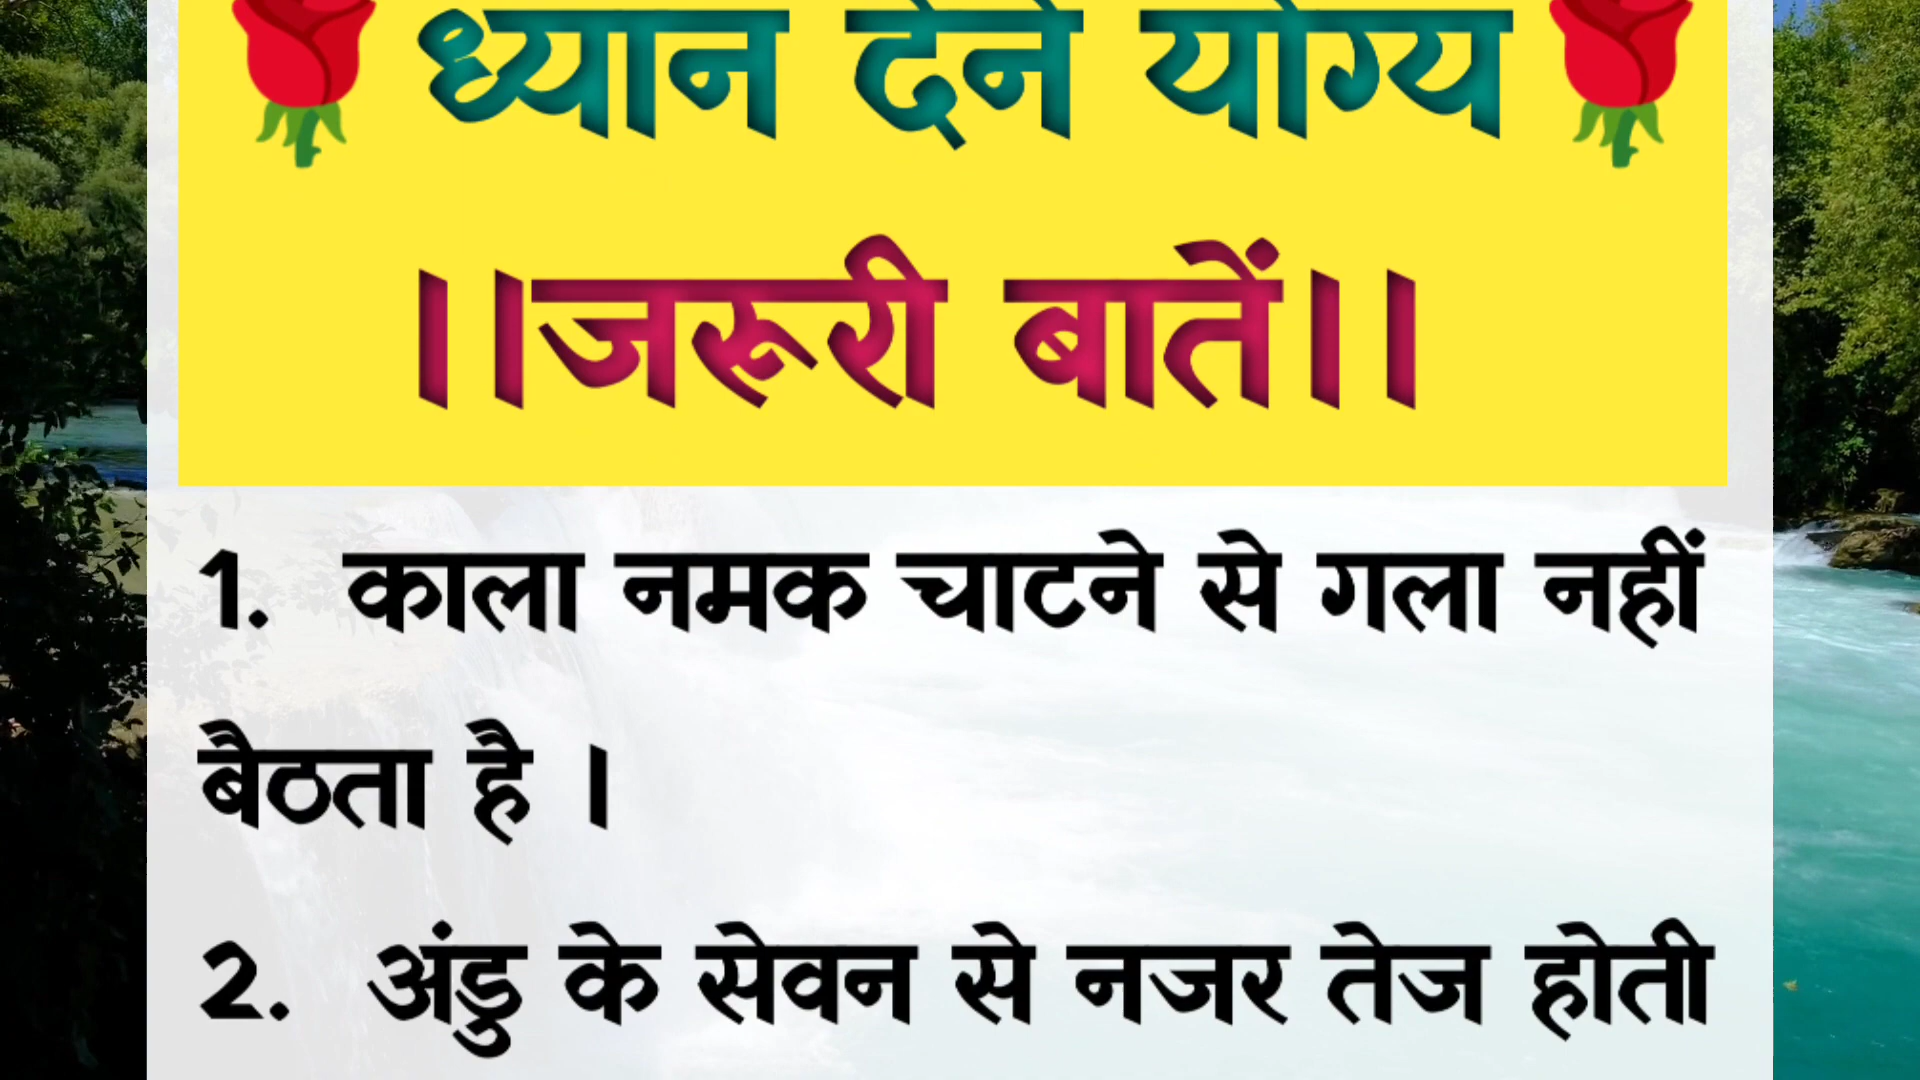 ध्यान देने योग्य
।।जरूरी बातें।।
1. काला नमक चाटने से गला नहीं
बैठता है ।
2. अंडु के सेवन से नजर तेज होती